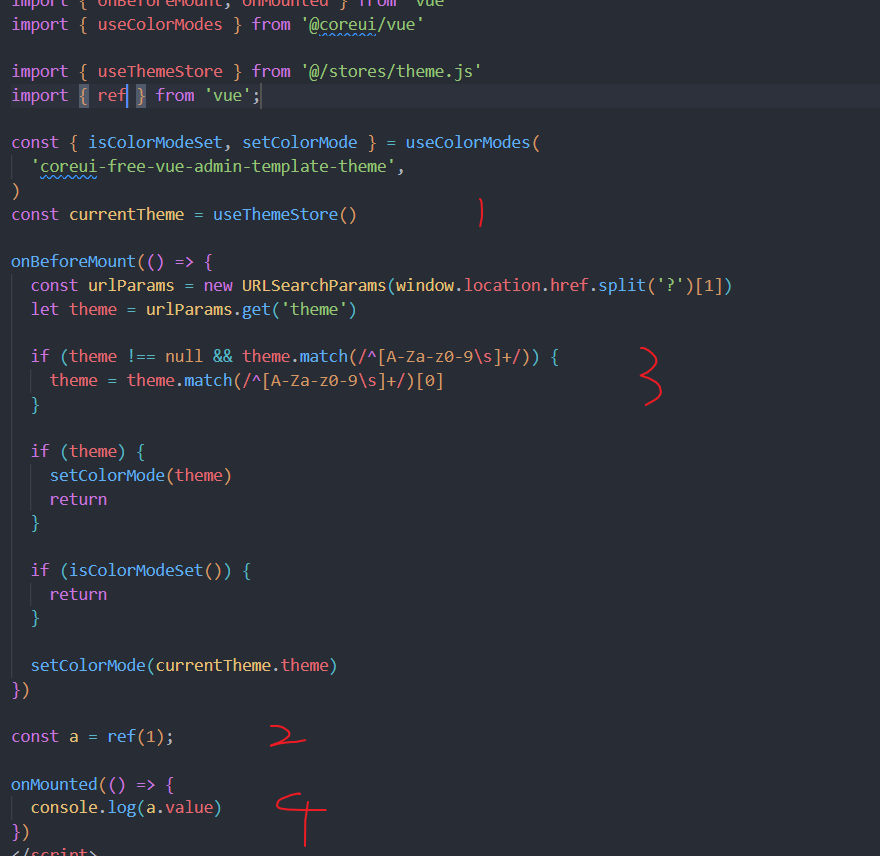 import { onBeforeMount, onMounted } from 'vue'
import { useColorModes } from '@coreui/vue'
import { useThemeStore } from '@/stores/theme.js'
import { ref } from 'vue';
const { isColorModeSet, setColorMode } = useColorModes(
'coreui-free-vue-admin-template-theme',
)
const currentTheme = useThemeStore() 1
onBeforeMount(() => {
const urlParams = new URLSearchParams(window.location.href.split('?')[1])
let theme = urlParams.get('theme')
if (theme !== null && theme.match(/^[A-Za-z0-9\s]+/)) { 3
theme = theme.match(/^[A-Za-z0-9\s]+/)[0]
}
if (theme) {
setColorMode(theme)
return
}
if (isColorModeSet()) {
return
}
setColorMode(currentTheme.theme)
})
const a = ref(1); 2
onMounted(() => {
console.log(a.value) 4
})
</script>